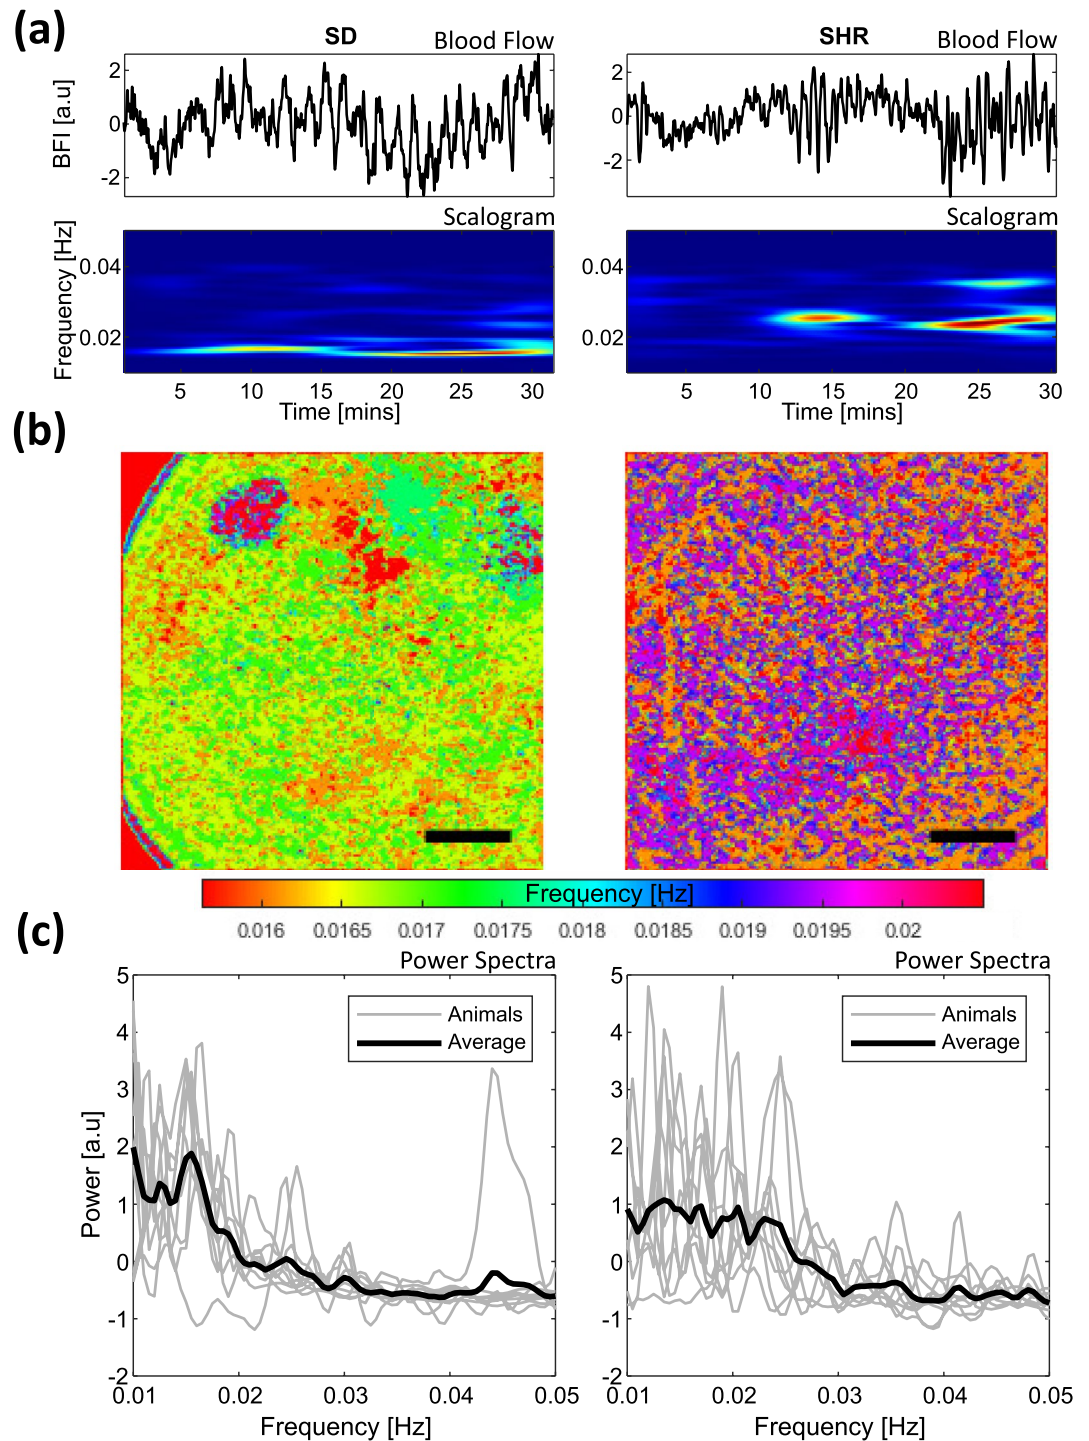 (a)
SD Blood Flow SHR Blood Flow
BFI [a.u]
2
0
-2
2
0
-2
Scalogram Scalogram
Frequency [Hz]
0.04
0.02
0.04
0.02
5 10 15 20 25 30 5 10 15 20 25 30
Time [mins] Time [mins]
(b)
Frequency [Hz]
0.016 0.0165 0.017 0.0175 0.018 0.0185 0.019 0.0195 0.02
(c)
Power Spectra Power Spectra
Power [a.u]
5
4
3
2
1
0
-1
-2
Animals
Average
5
4
3
2
1
0
-1
-2
Animals
Average
0.01 0.02 0.03 0.04 0.05 0.01 0.02 0.03 0.04 0.05
Frequency [Hz] Frequency [Hz]